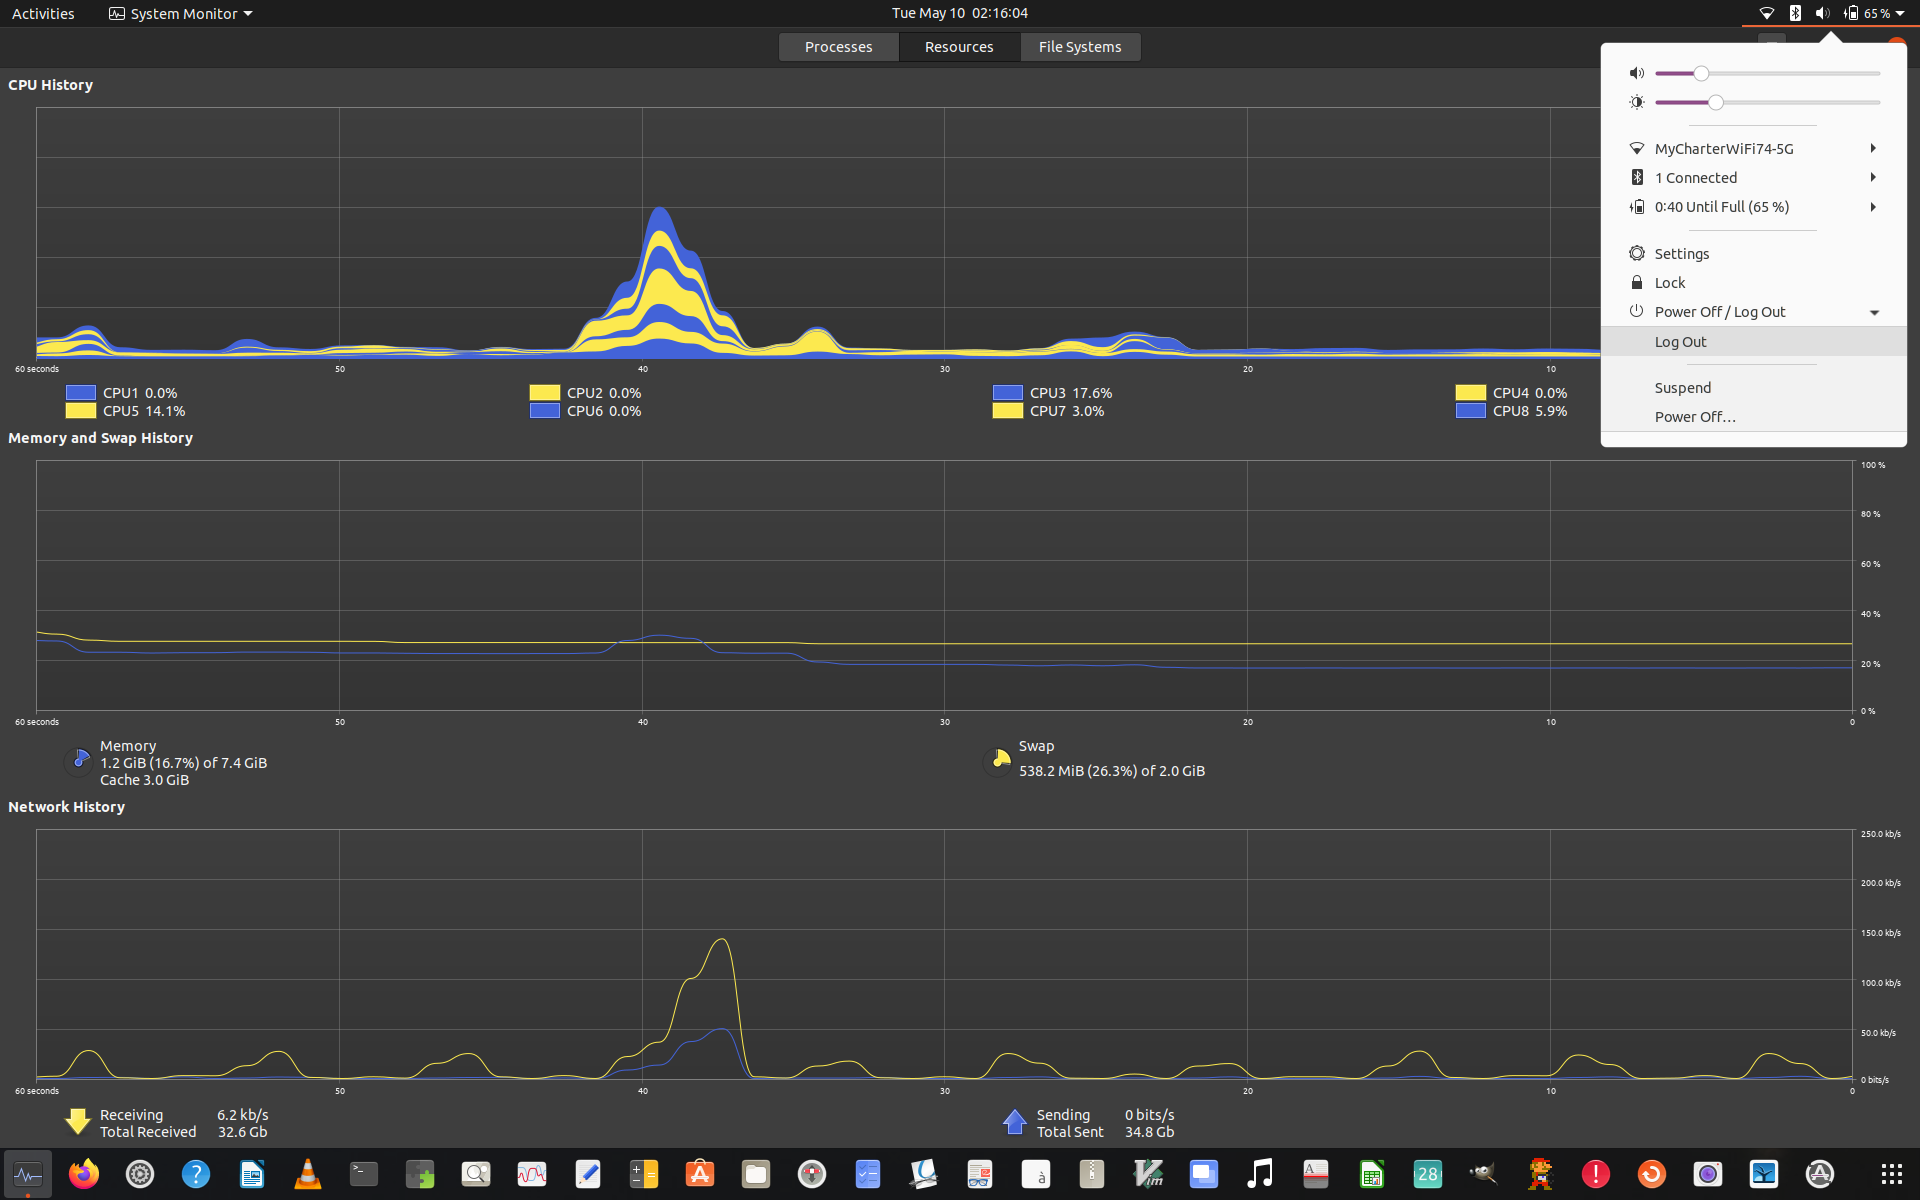 Activities
System Monitor
Tue May 10 02:16:04
65 %
Processes
Resources
File Systems
CPU History
60 seconds
50
40
30
20
10
CPU1 0.0%
CPU2 0.0%
CPU3 17.6%
CPU4 0.0%
CPU5 14.1%
CPU6 0.0%
CPU7 3.0%
CPU8 5.9%
MyCharterWiFi74-5G
1 Connected
0:40 Until Full (65 %)
Settings
Lock
Power Off / Log Out
Log Out
Suspend
Power Off…
Memory and Swap History
100 %
80 %
60 %
40 %
20 %
0 %
60 seconds
50
40
30
20
10
0
Memory
1.2 GiB (16.7%) of 7.4 GiB
Cache 3.0 GiB
Swap
538.2 MiB (26.3%) of 2.0 GiB
Network History
250.0 kb/s
200.0 kb/s
150.0 kb/s
100.0 kb/s
50.0 kb/s
0 bits/s
60 seconds
50
40
30
20
10
0
Receiving 6.2 kb/s
Total Received 32.6 Gb
Sending 0 bits/s
Total Sent 34.8 Gb
?
>_
à
Vim
A
28
!